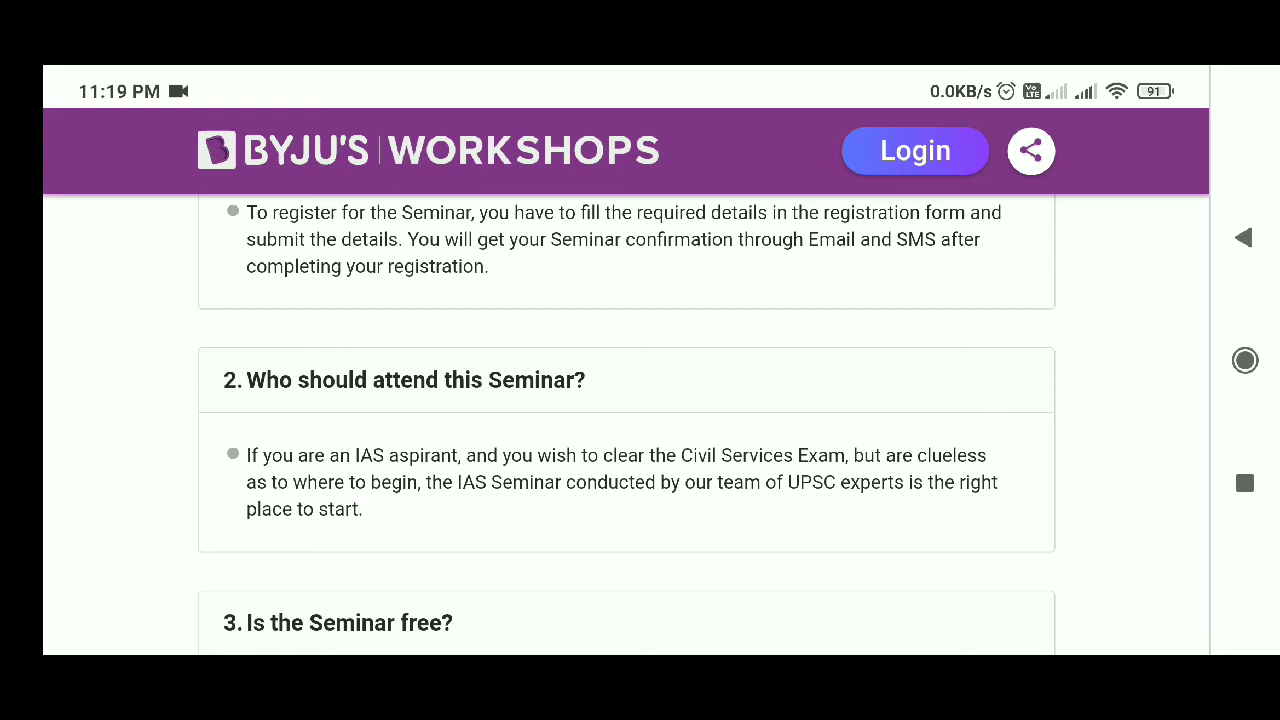 11:19 PM 0.0KB/s Vo LTE 91
BYJU'S WORKSHOPS Login
To register for the Seminar, you have to fill the required details in the registration form and
submit the details. You will get your Seminar confirmation through Email and SMS after
completing your registration.
2. Who should attend this Seminar?
If you are an IAS aspirant, and you wish to clear the Civil Services Exam, but are clueless
as to where to begin, the IAS Seminar conducted by our team of UPSC experts is the right
place to start.
3. Is the Seminar free?